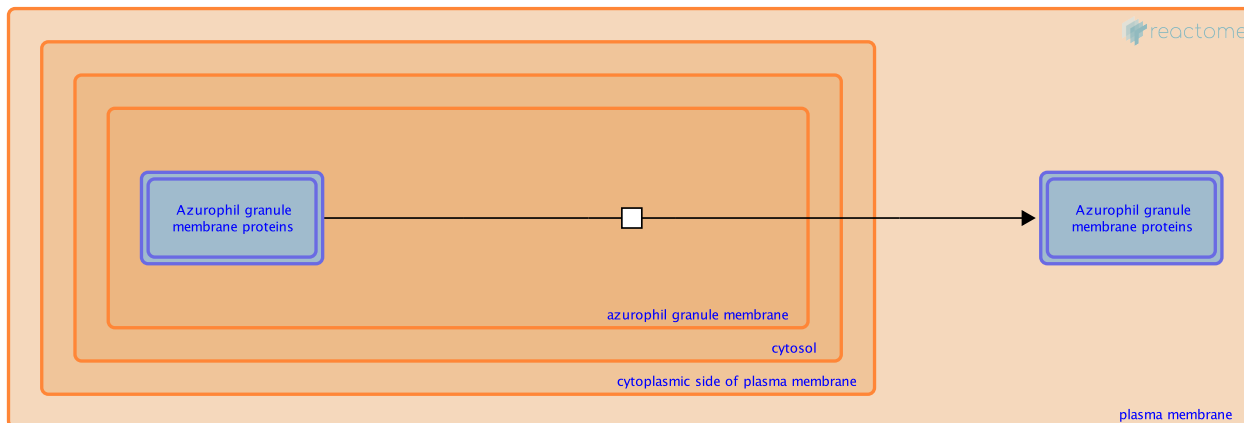 reactome
Azurophil granule
membrane proteins
Azurophil granule
membrane proteins
azurophil granule membrane
cytosol
cytoplasmic side of plasma membrane
plasma membrane